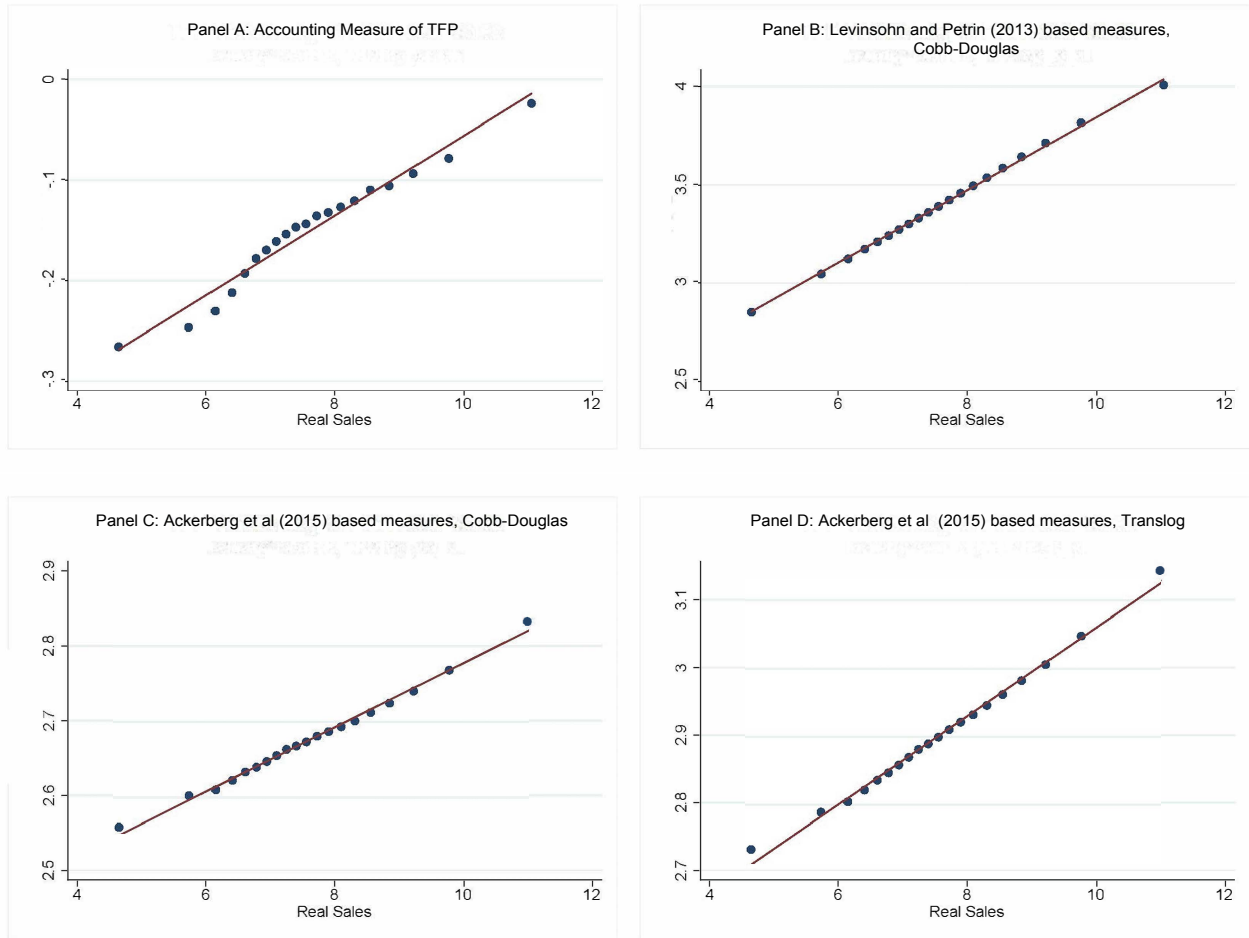 Panel A: Accounting Measure of TFP
0
-.1
-.2
-.3
4 6 8 10 12
Real Sales
Panel B: Levinsohn and Petrin (2013) based measures,
Cobb-Douglas
4
3.5
3
2.5
4 6 8 10 12
Real Sales
Panel C: Ackerberg et al (2015) based measures, Cobb-Douglas
2.9
2.8
2.7
2.6
2.5
4 6 8 10 12
Real Sales
Panel D: Ackerberg et al (2015) based measures, Translog
3.1
3
2.9
2.8
2.7
4 6 8 10 12
Real Sales